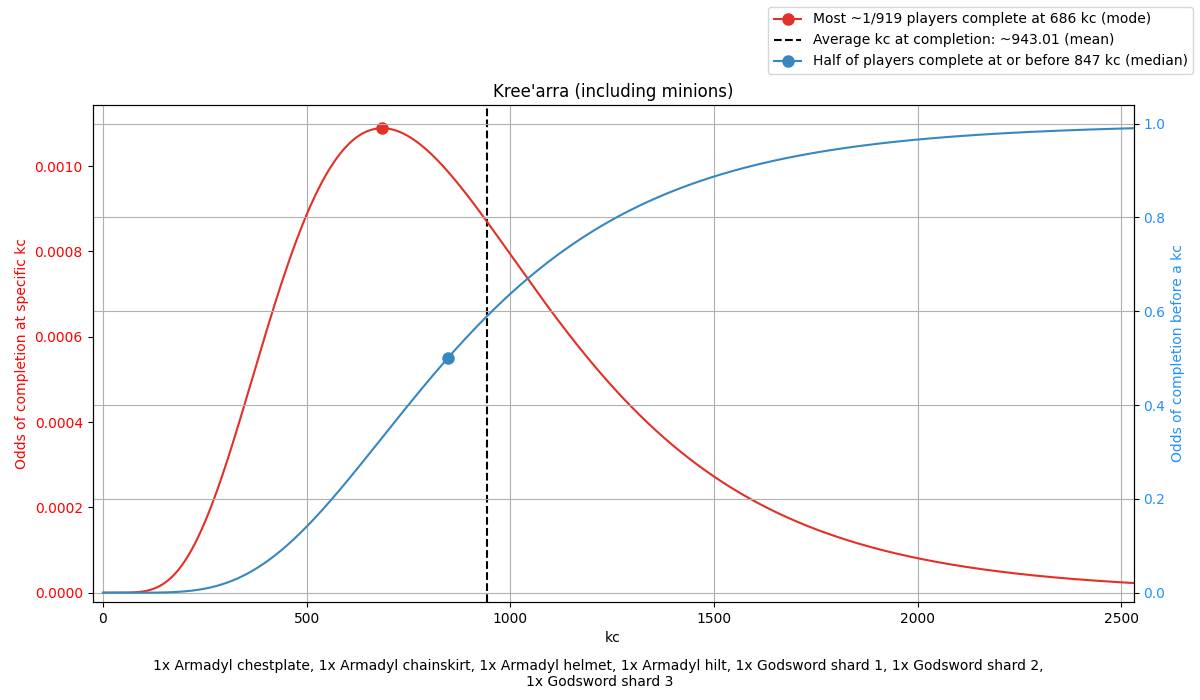 Most ~1/919 players complete at 686 kc (mode)
Average kc at completion: ~943.01 (mean)
Half of players complete at or before 847 kc (median)
Kree'arra (including minions)
Odds of completion at specific kc
0.0010
0.0008
0.0006
0.0004
0.0002
0.0000
1.0
0.8
0.6
0.4
0.2
0.0
Odds of completion before a kc
0 500 1000 1500 2000 2500
kc
1x Armadyl chestplate, 1x Armadyl chainskirt, 1x Armadyl helmet, 1x Armadyl hilt, 1x Godsword shard 1, 1x Godsword shard 2,
1x Godsword shard 3